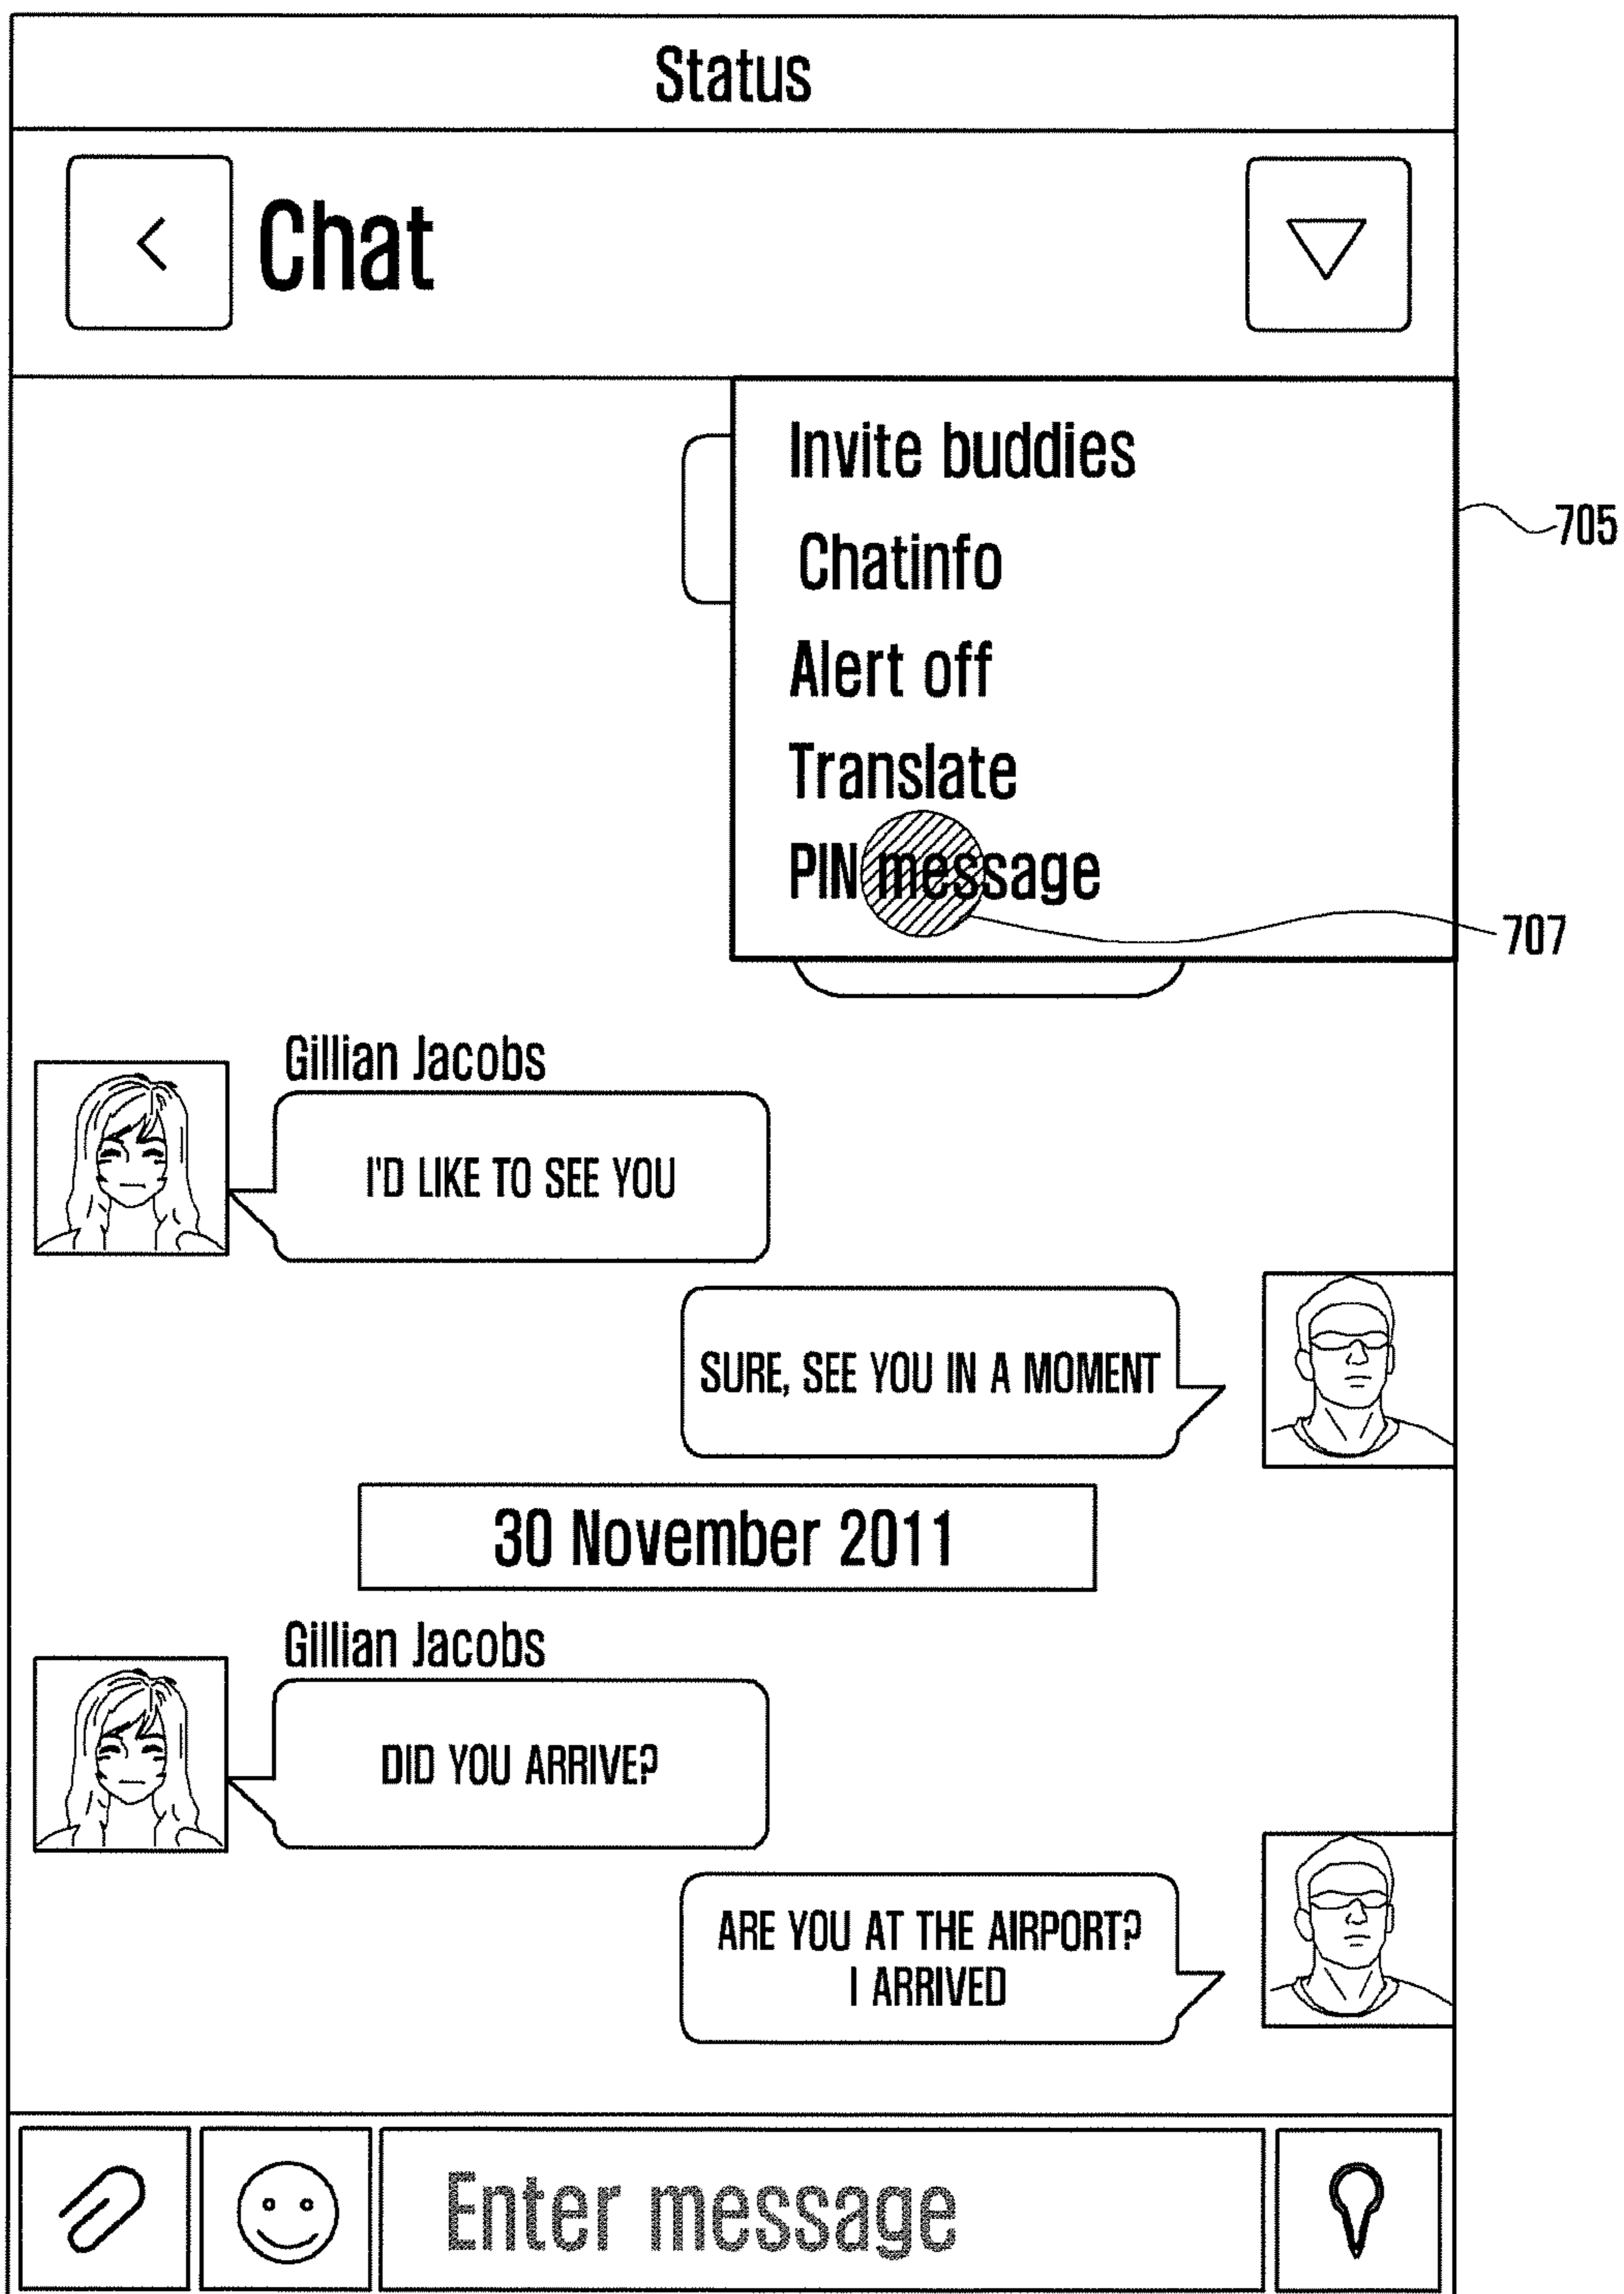 Status
Chat
Invite buddies
Chatinfo
705
Alert off
Translate
PIN message
707
Gillian Jacobs
I'D LIKE TO SEE YOU
SURE, SEE YOU IN A MOMENT
30 November 2011
Gillian Jacobs
DID YOU ARRIVE?
ARE YOU AT THE AIRPORT?
I ARRIVED
Enter message